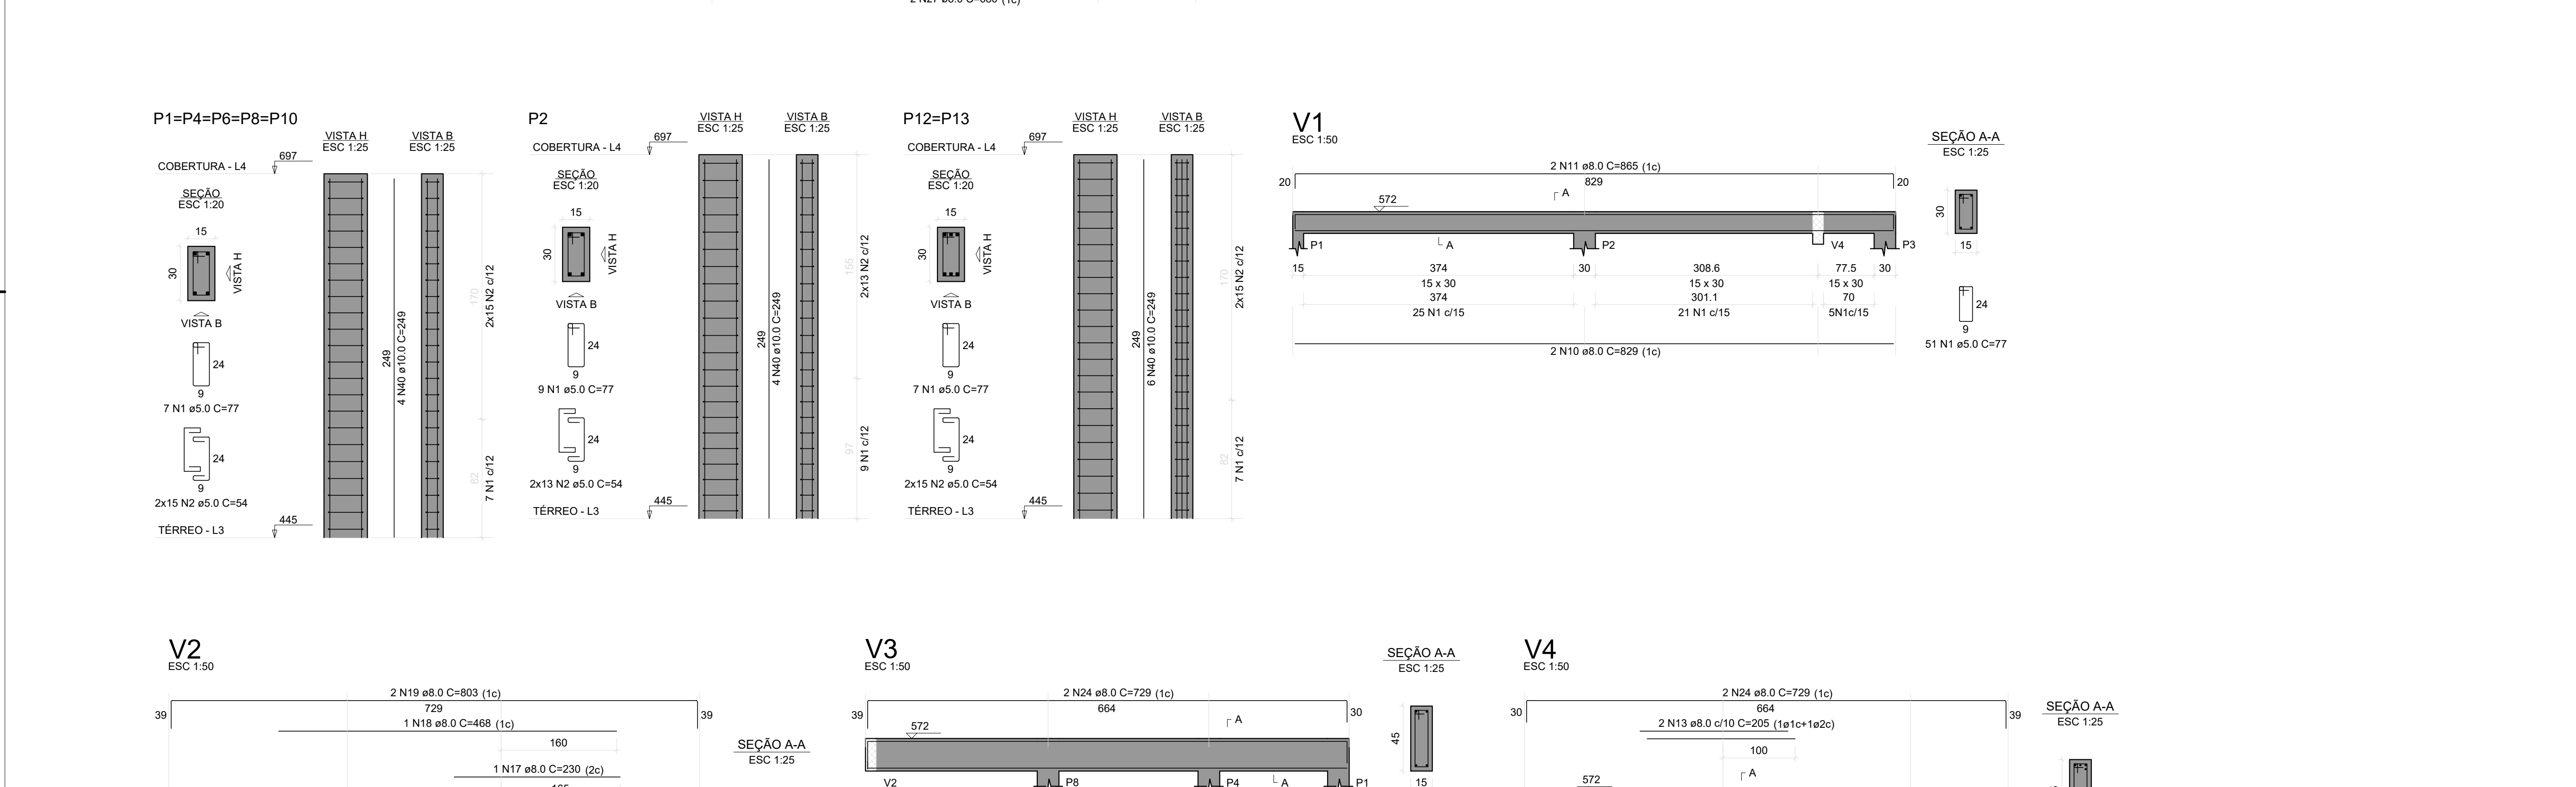 2 N27 ø8.0 C=680 (1c)
P1=P4=P6=P8=P10
VISTA H
ESC 1:25
VISTA B
ESC 1:25
COBERTURA - L4
697
SEÇÃO
ESC 1:20
15
30
VISTA H
VISTA B
24
9
7 N1 ø5.0 C=77
24
9
2x15 N2 ø5.0 C=54
TÉRREO - L3
445
249
4 N40 ø10.0 C=249
170
2x15 N2 c/12
82
7 N1 c/12
P2
VISTA H
ESC 1:25
VISTA B
ESC 1:25
COBERTURA - L4
697
SEÇÃO
ESC 1:20
15
30
VISTA H
VISTA B
24
9
9 N1 ø5.0 C=77
24
9
2x13 N2 ø5.0 C=54
TÉRREO - L3
445
249
4 N40 ø10.0 C=249
155
2x13 N2 c/12
97
9 N1 c/12
P12=P13
VISTA H
ESC 1:25
VISTA B
ESC 1:25
COBERTURA - L4
697
SEÇÃO
ESC 1:20
15
30
VISTA H
VISTA B
24
9
7 N1 ø5.0 C=77
24
9
2x15 N2 ø5.0 C=54
TÉRREO - L3
445
249
6 N40 ø10.0 C=249
170
2x15 N2 c/12
82
7 N1 c/12
V1
ESC 1:50
2 N11 ø8.0 C=865 (1c)
20
829
20
A
572
P1
A
P2
V4
P3
15
374
30
308.6
77.5
30
15 x 30
15 x 30
15 x 30
374
301.1
70
25 N1 c/15
21 N1 c/15
5N1c/15
2 N10 ø8.0 C=829 (1c)
SEÇÃO A-A
ESC 1:25
30
15
24
9
51 N1 ø5.0 C=77
V2
ESC 1:50
2 N19 ø8.0 C=803 (1c)
39
729
39
1 N18 ø8.0 C=468 (1c)
160
1 N17 ø8.0 C=230 (2c)
SEÇÃO A-A
ESC 1:25
V3
ESC 1:50
2 N24 ø8.0 C=729 (1c)
39
664
30
A
572
V2
P8
P4
A
P1
SEÇÃO A-A
ESC 1:25
45
15
V4
ESC 1:50
2 N24 ø8.0 C=729 (1c)
30
664
39
2 N13 ø8.0 c/10 C=205 (1ø1c+1ø2c)
100
A
572
SEÇÃO A-A
ESC 1:25